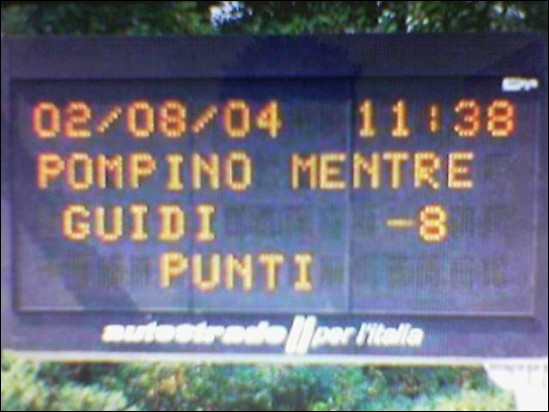 02/08/04 11:38
POMPINO MENTRE
GUIDI -8
PUNTI
autostrade per l'italia